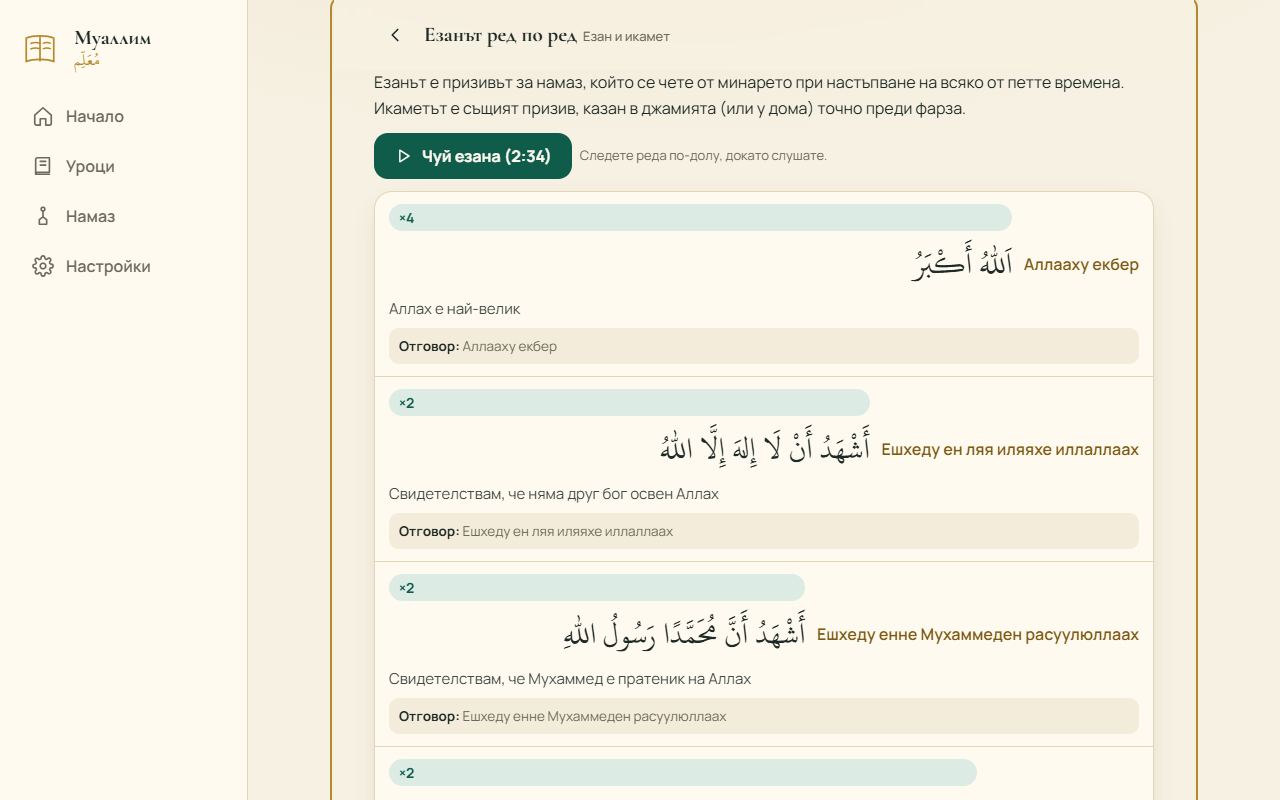 Муаллим
مُعَلِّم
Начало
Уроци
Намаз
Настройки
Езанът ред по ред Езан и икамет
Езанът е призивът за намаз, който се чете от минарето при настъпване на всяко от петте времена.
Икаметът е същият призив, казан в джамията (или у дома) точно преди фарза.
Чуй езана (2:34) Следете реда по-долу, докато слушате.
×4
اَللهُ أَكْبَرُ Аллааху екбер
Аллах е най-велик
Отговор: Аллааху екбер
×2
أَشْهَدُ أَنْ لَا إِلهَ إِلَّا اللهُ Ешхеду ен ляя иляяхе иллаллаах
Свидетелствам, че няма друг бог освен Аллах
Отговор: Ешхеду ен ляя иляяхе иллаллаах
×2
أَشْهَدُ أَنَّ مُحَمَّدًا رَسُولُ اللهِ Ешхеду енне Мухаммеден расуулюллаах
Свидетелствам, че Мухаммед е пратеник на Аллах
Отговор: Ешхеду енне Мухаммеден расуулюллаах
×2